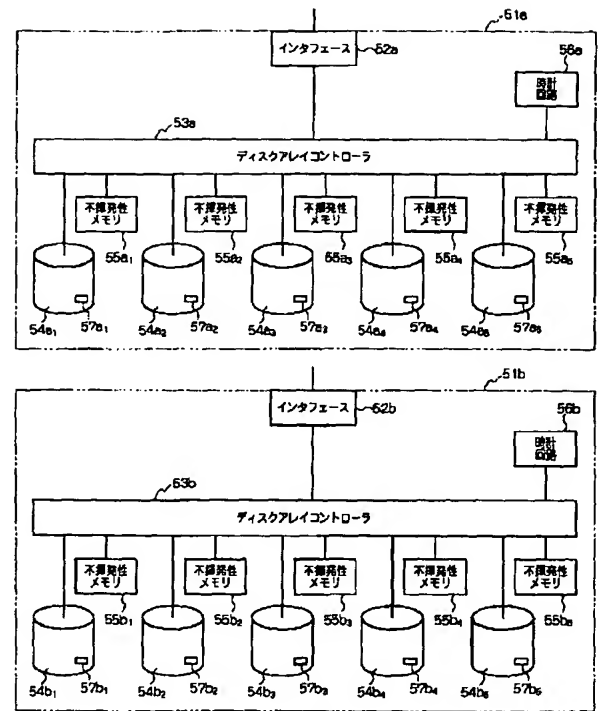 51a
インタフェース 52a
56a
時計
回路
53a
ディスクアレイコントローラ
不揮発性
メモリ
不揮発性
メモリ
不揮発性
メモリ
不揮発性
メモリ
不揮発性
メモリ
55a1 55a2 55a3 55a4 55a5
54a1 57a1 54a2 57a2 54a3 57a3 54a4 57a4 54a5 57a5
51b
インタフェース 52b
56b
時計
回路
53b
ディスクアレイコントローラ
不揮発性
メモリ
不揮発性
メモリ
不揮発性
メモリ
不揮発性
メモリ
不揮発性
メモリ
55b1 55b2 55b3 55b4 55b5
54b1 57b1 54b2 57b2 54b3 57b3 54b4 57b4 54b5 57b5